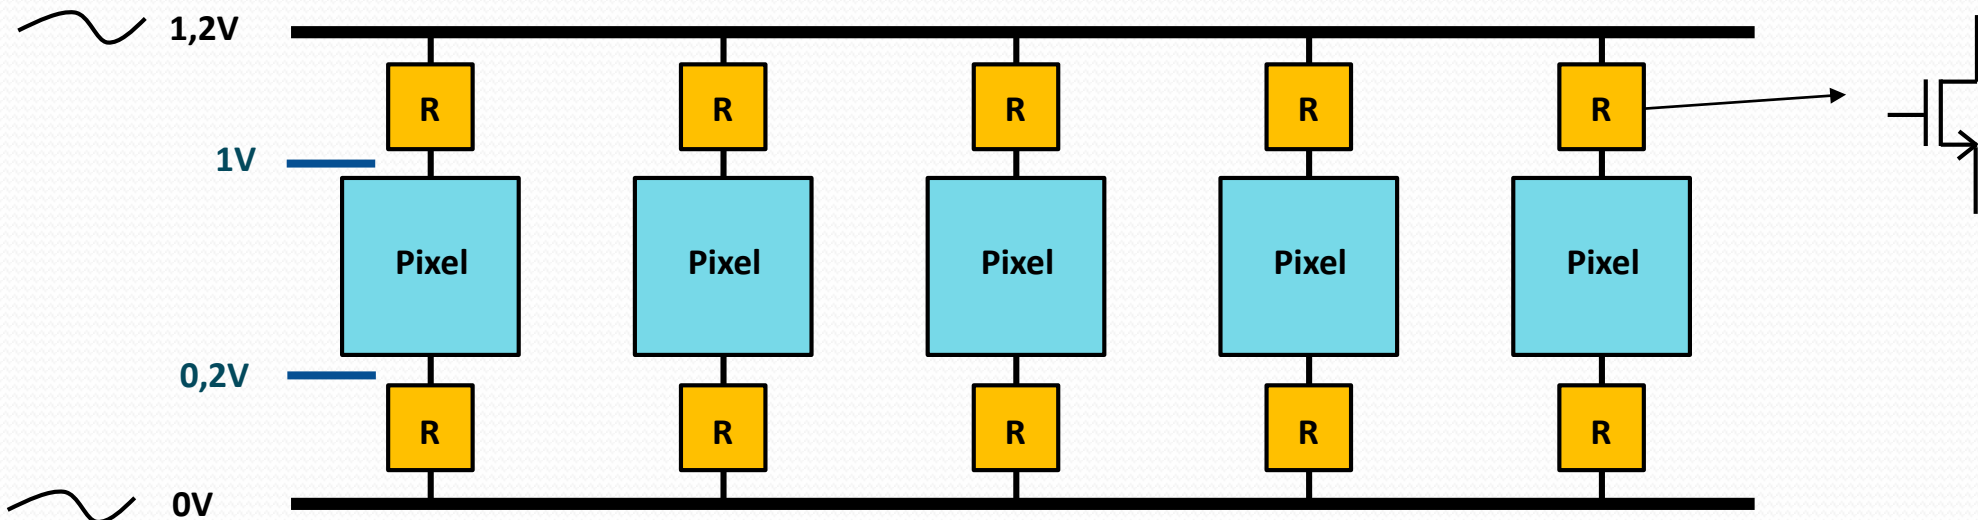 1,2V
R R R R R
1V
Pixel Pixel Pixel Pixel Pixel
0,2V
R R R R R
0V